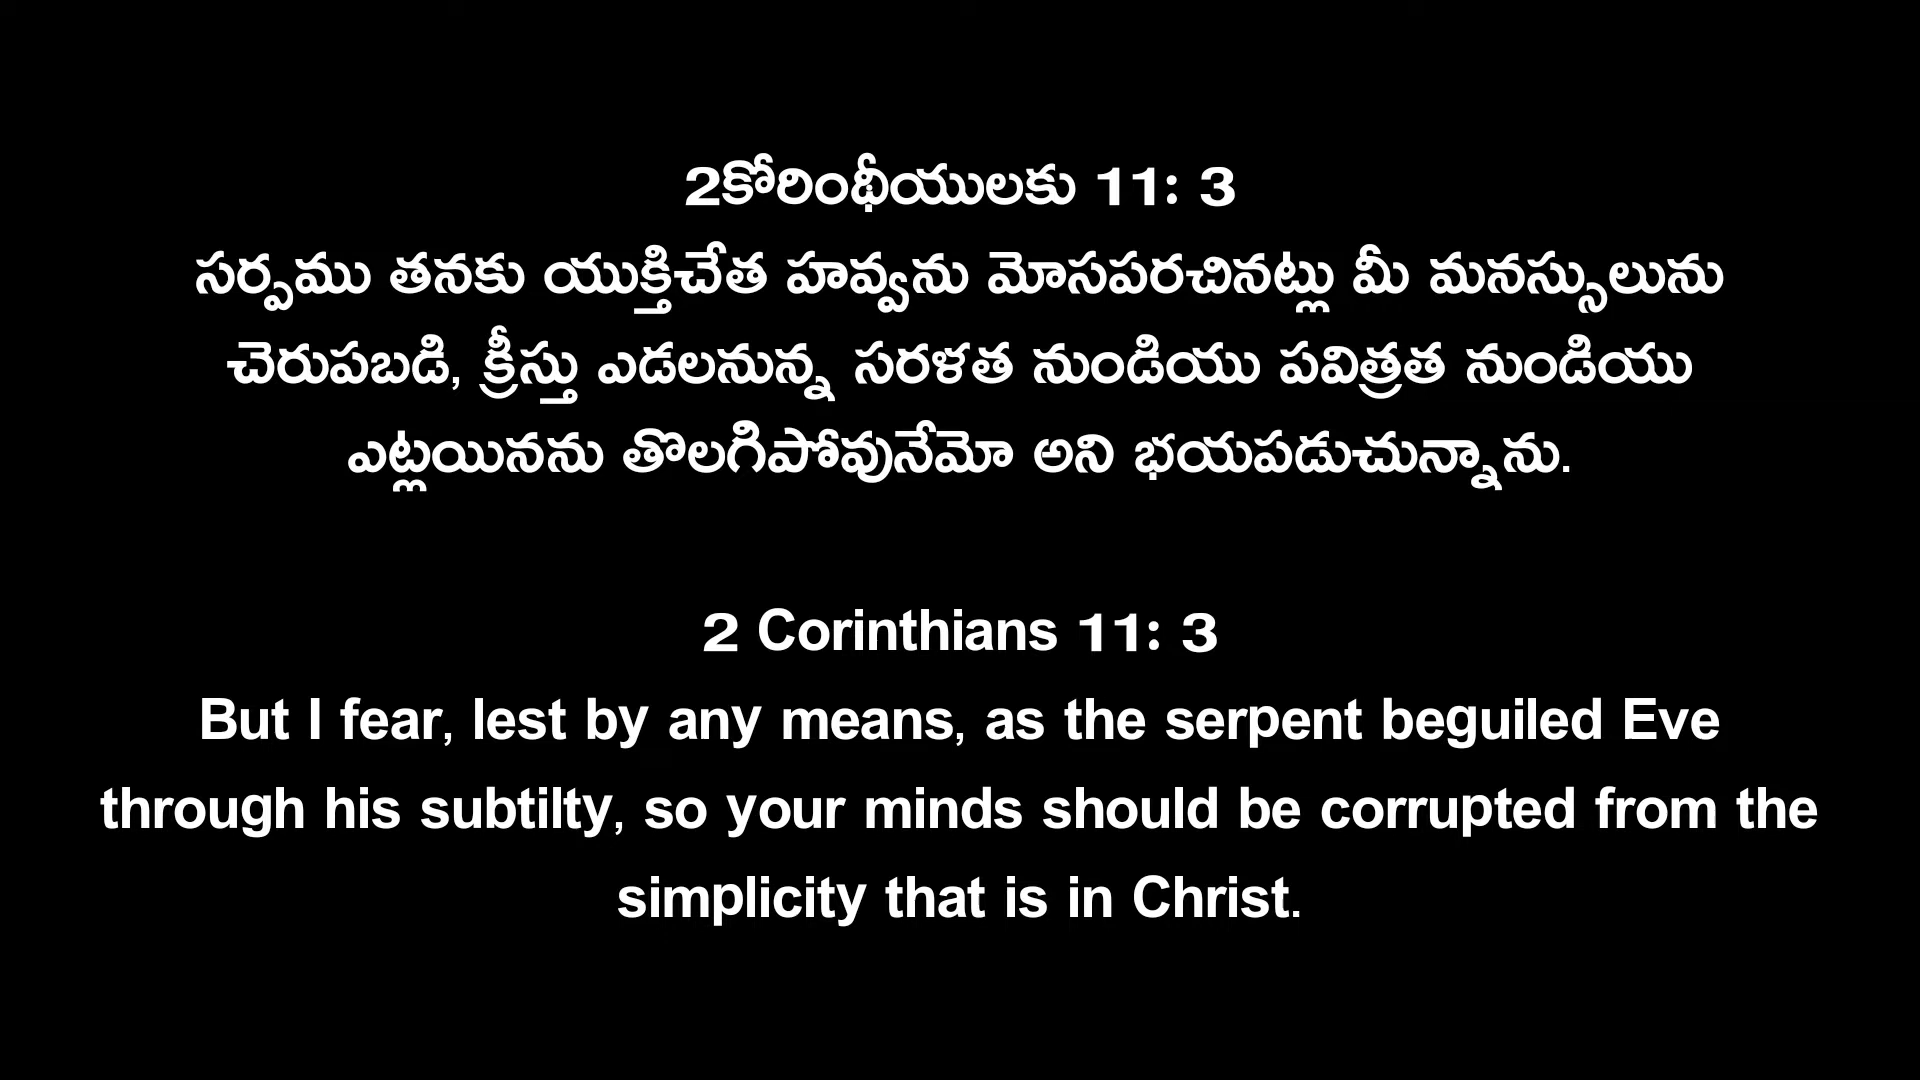 2కోరింథీయులకు 11: 3
సర్పము తనకు యుక్తిచేత హవ్వను మోసపరచినట్లు మీ మనస్సులును
చెరుపబడి, క్రీస్తు ఎడలనున్న సరళత నుండియు పవిత్రత నుండియు
ఎట్లయినను తొలగిపోవునేమో అని భయపడుచున్నాను.
2 Corinthians 11: 3
But I fear, lest by any means, as the serpent beguiled Eve
through his subtilty, so your minds should be corrupted from the
simplicity that is in Christ.